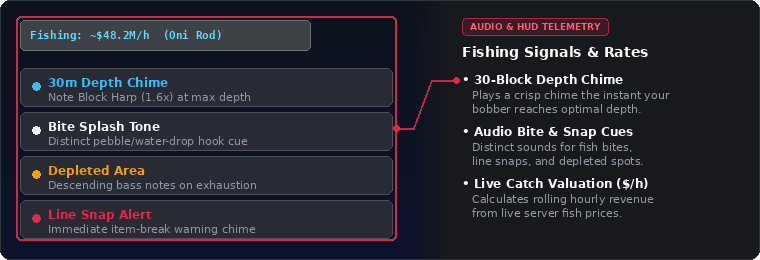 Fishing: ~$48.2M/h  (Oni Rod)
30m Depth Chime
Note Block Harp (1.6x) at max depth
Bite Splash Tone
Distinct pebble/water-drop hook cue
Depleted Area
Descending bass notes on exhaustion
Line Snap Alert
Immediate item-break warning chime
AUDIO & HUD TELEMETRY
Fishing Signals & Rates
• 30-Block Depth Chime
Plays a crisp chime the instant your
bobber reaches optimal depth.
• Audio Bite & Snap Cues
Distinct sounds for fish bites,
line snaps, and depleted spots.
• Live Catch Valuation ($/h)
Calculates rolling hourly revenue
from live server fish prices.